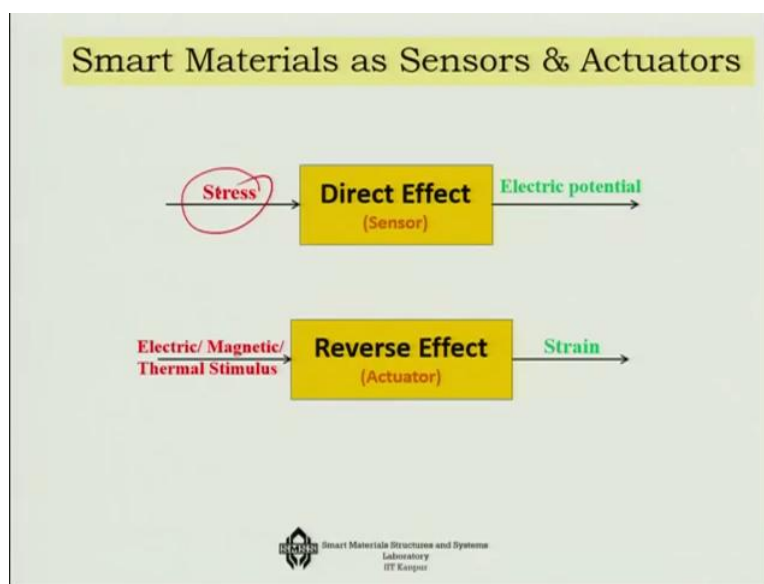 Smart Materials as Sensors & Actuators
Stress
Direct Effect
(Sensor)
Electric potential
Electric/ Magnetic/
Thermal Stimulus
Reverse Effect
(Actuator)
Strain
Smart Materials Structures and Systems
Laboratory
IIT Kanpur